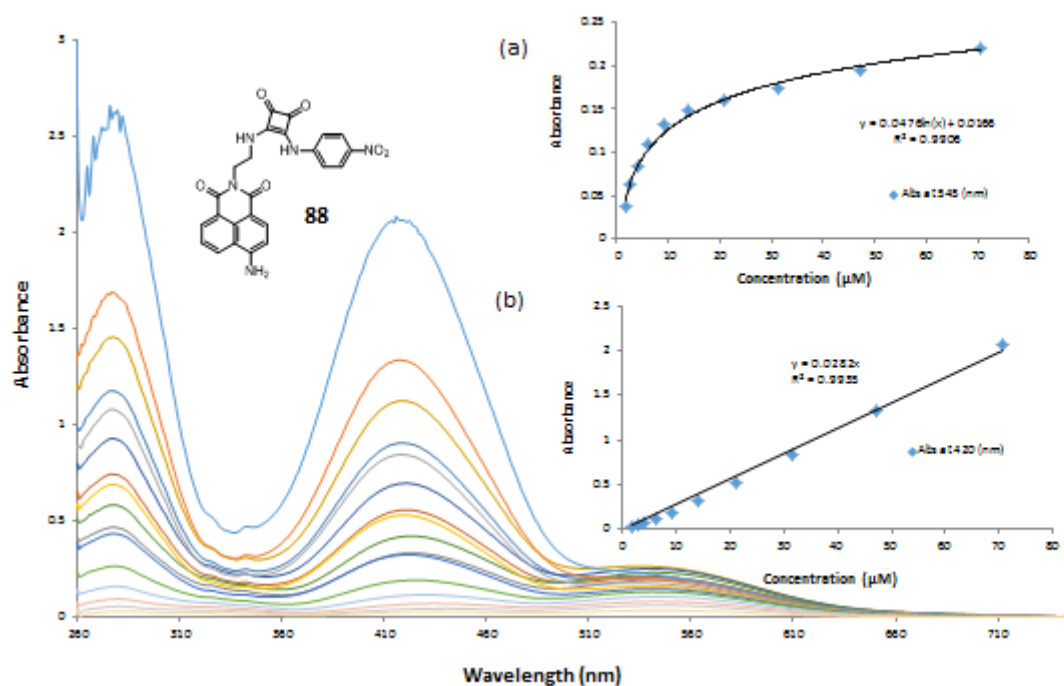 (a)
3
2.5
2
1.5
1
0.5
0
Absorbance
260 310 360 410 460 510 560 610 660 710
Wavelength (nm)
O O
NH
NH
NO2
O N O
NH2
88
0.25
0.2
0.15
0.1
0.05
0
Absorbance
y = 0.0476ln(x) + 0.0166
R² = 0.9906
Abs at 545 (nm)
0 10 20 30 40 50 60 70 80
Concentration (µM)
(b)
2.5
2
1.5
1
0.5
0
Absorbance
y = 0.0282x
R² = 0.9935
Abs at 420 (nm)
0 10 20 30 40 50 60 70 80
Concentration (µM)